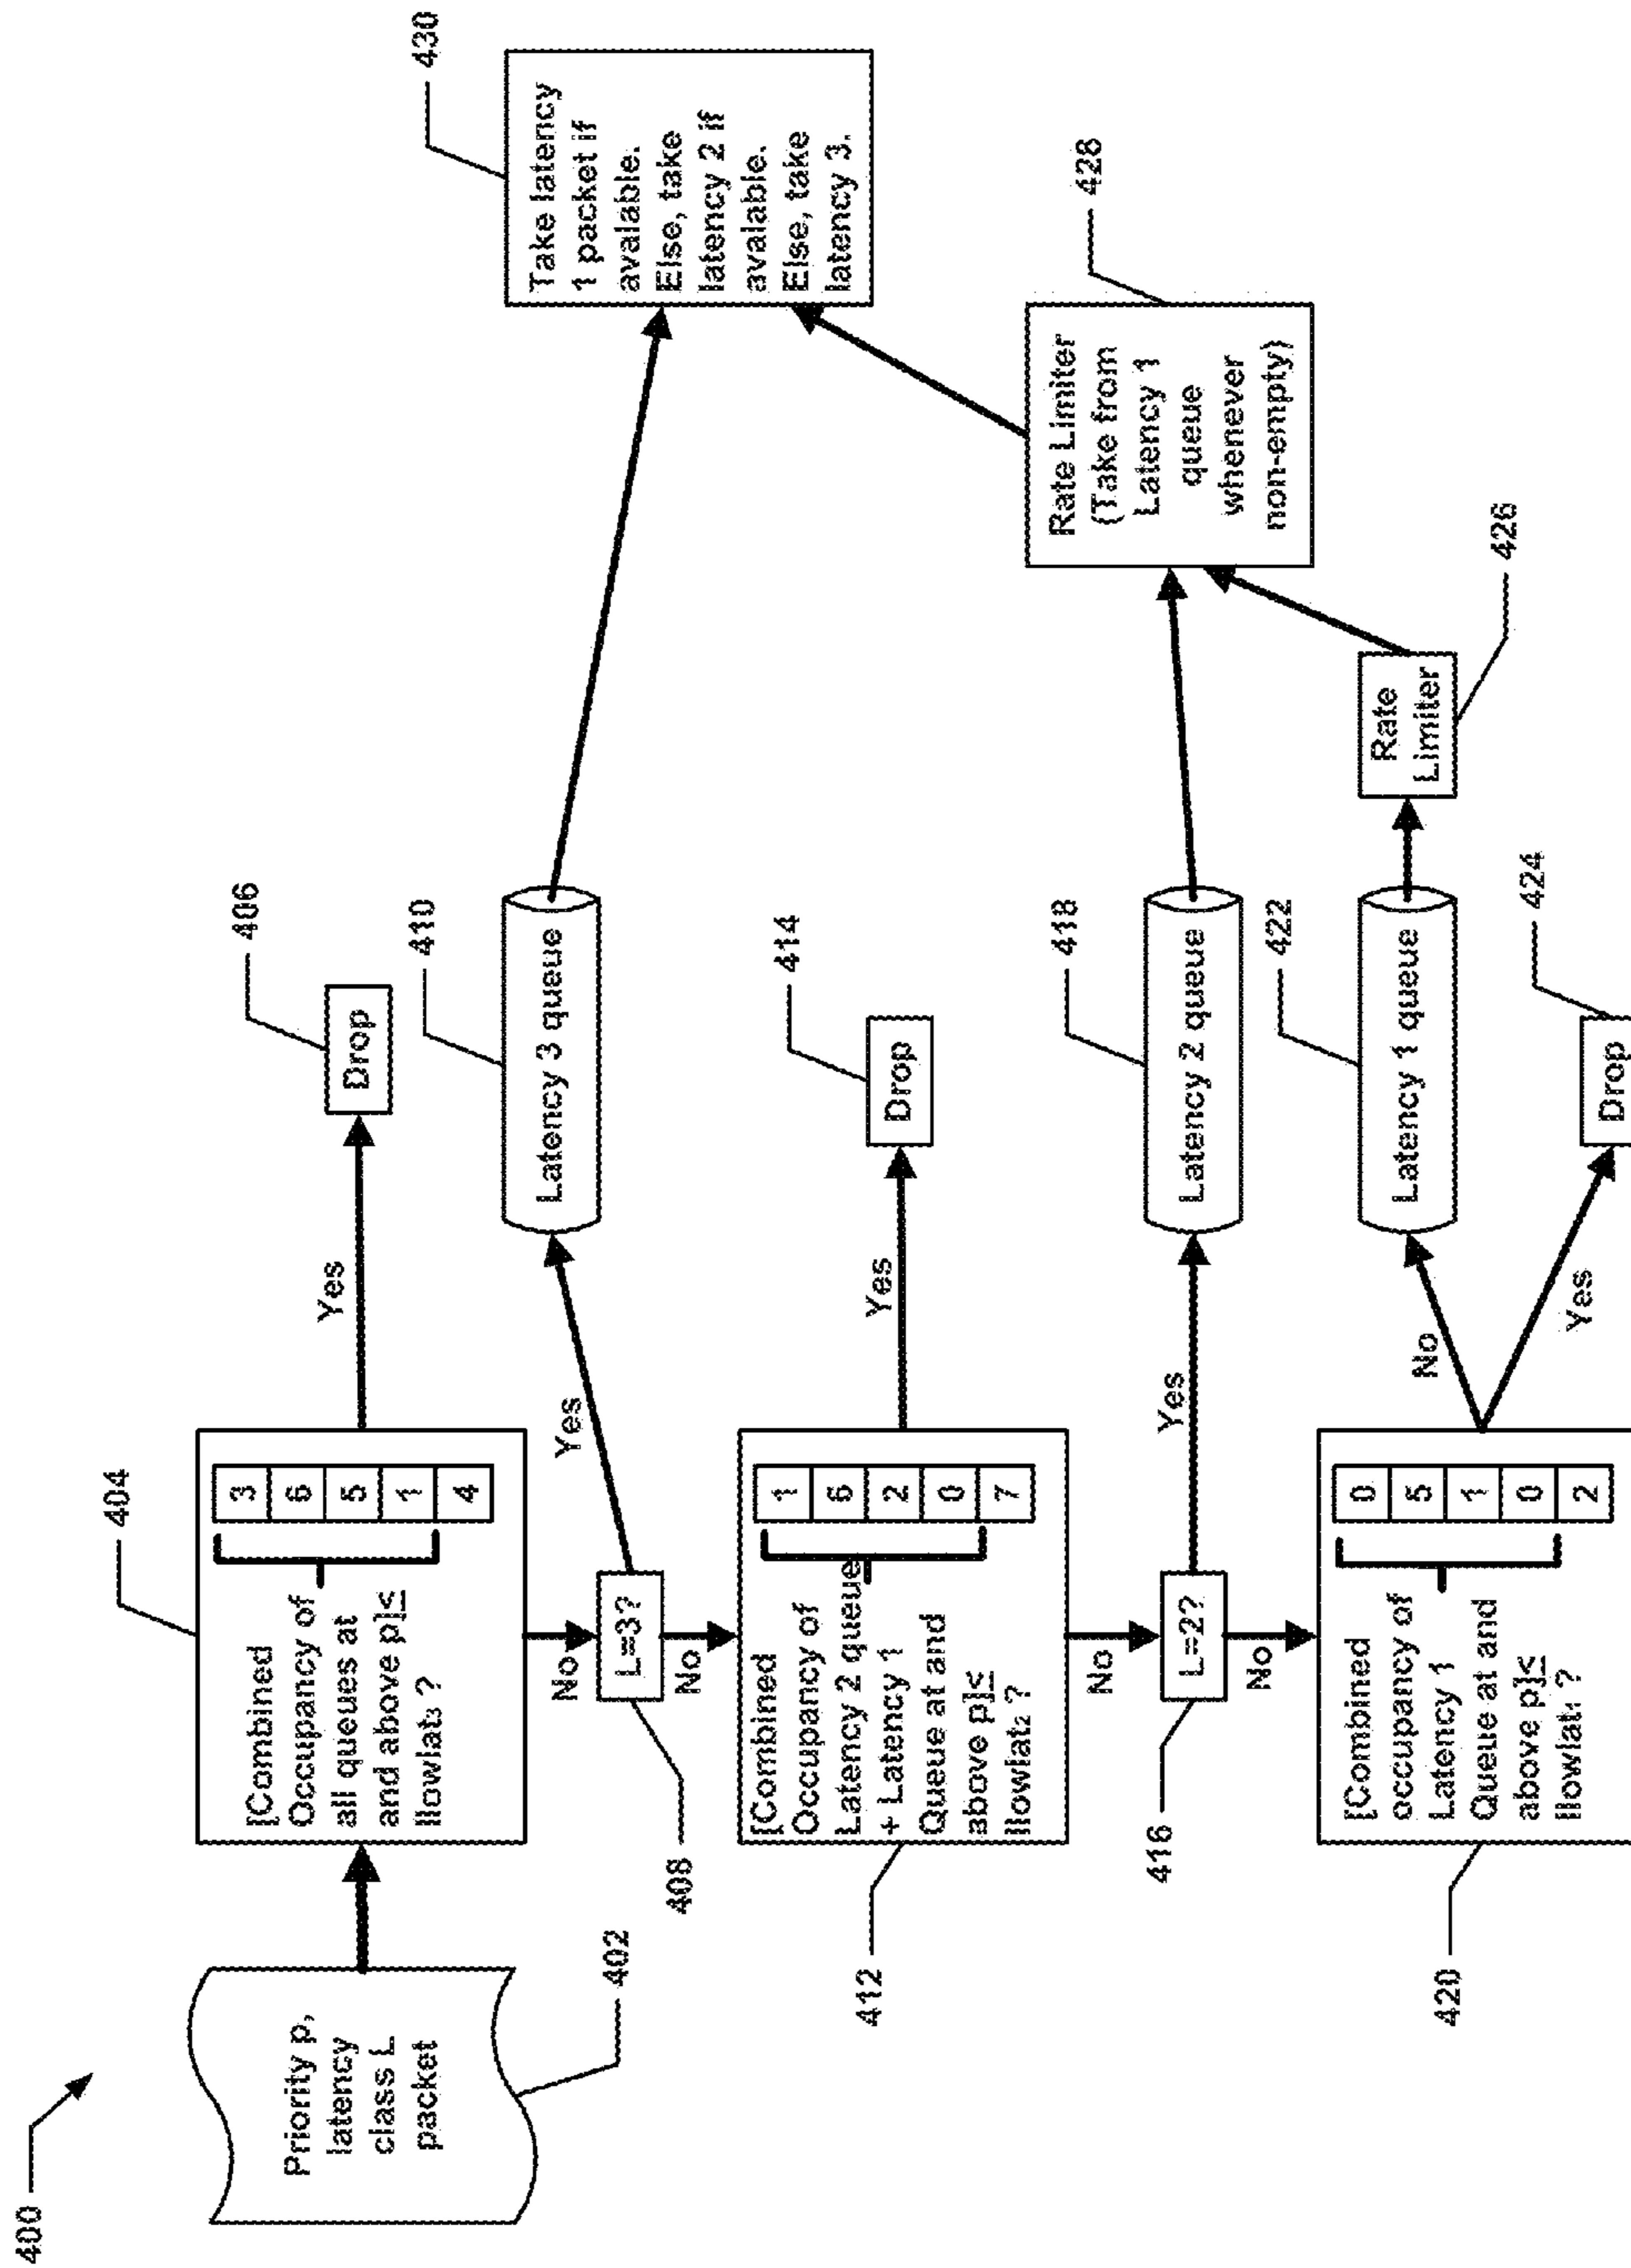 400
Priority p,
latency
class L
packet
402
404
[Combined
Occupancy of
all queues at
and above p]≤
3
6
5
1
4
Yes
Drop
406
No
L=3?
408
Yes
Latency 3 queue
410
No
[Combined
Occupancy of
Latency 2 queue
+ Latency 1
Queue at and
above p]≤
1
6
2
0
7
412
Yes
Drop
414
No
L=2?
416
Yes
Latency 2 queue
418
No
[Combined
occupancy of
Latency 1
Queue at and
above p]≤
0
5
1
0
2
420
No
Latency 1 queue
422
Yes
Drop
424
Rate
Limiter
426
Rate Limiter
(Take from
Latency 1
queue
whenever
non-empty)
428
Take latency
1 packet if
avalable.
Else, take
latency 2 if
avalable.
Else, take
latency 3.
430